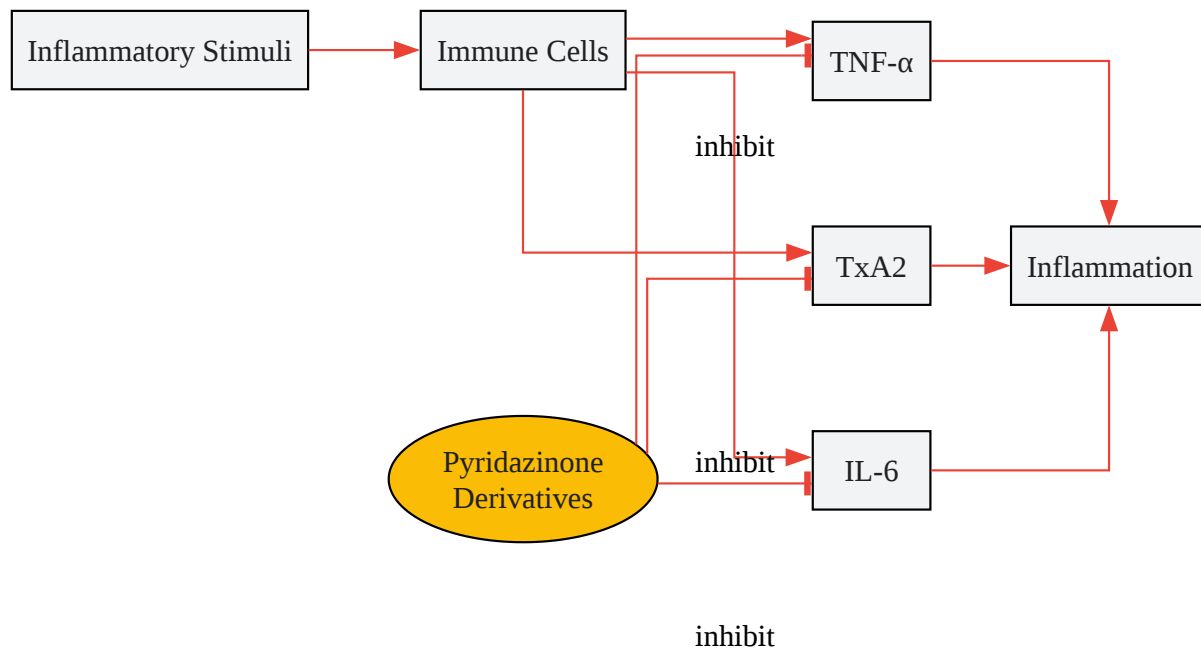 Inflammatory Stimuli
Immune Cells
TNF-α
inhibit
TxA2
Inflammation
Pyridazinone
Derivatives
inhibit
IL-6
inhibit